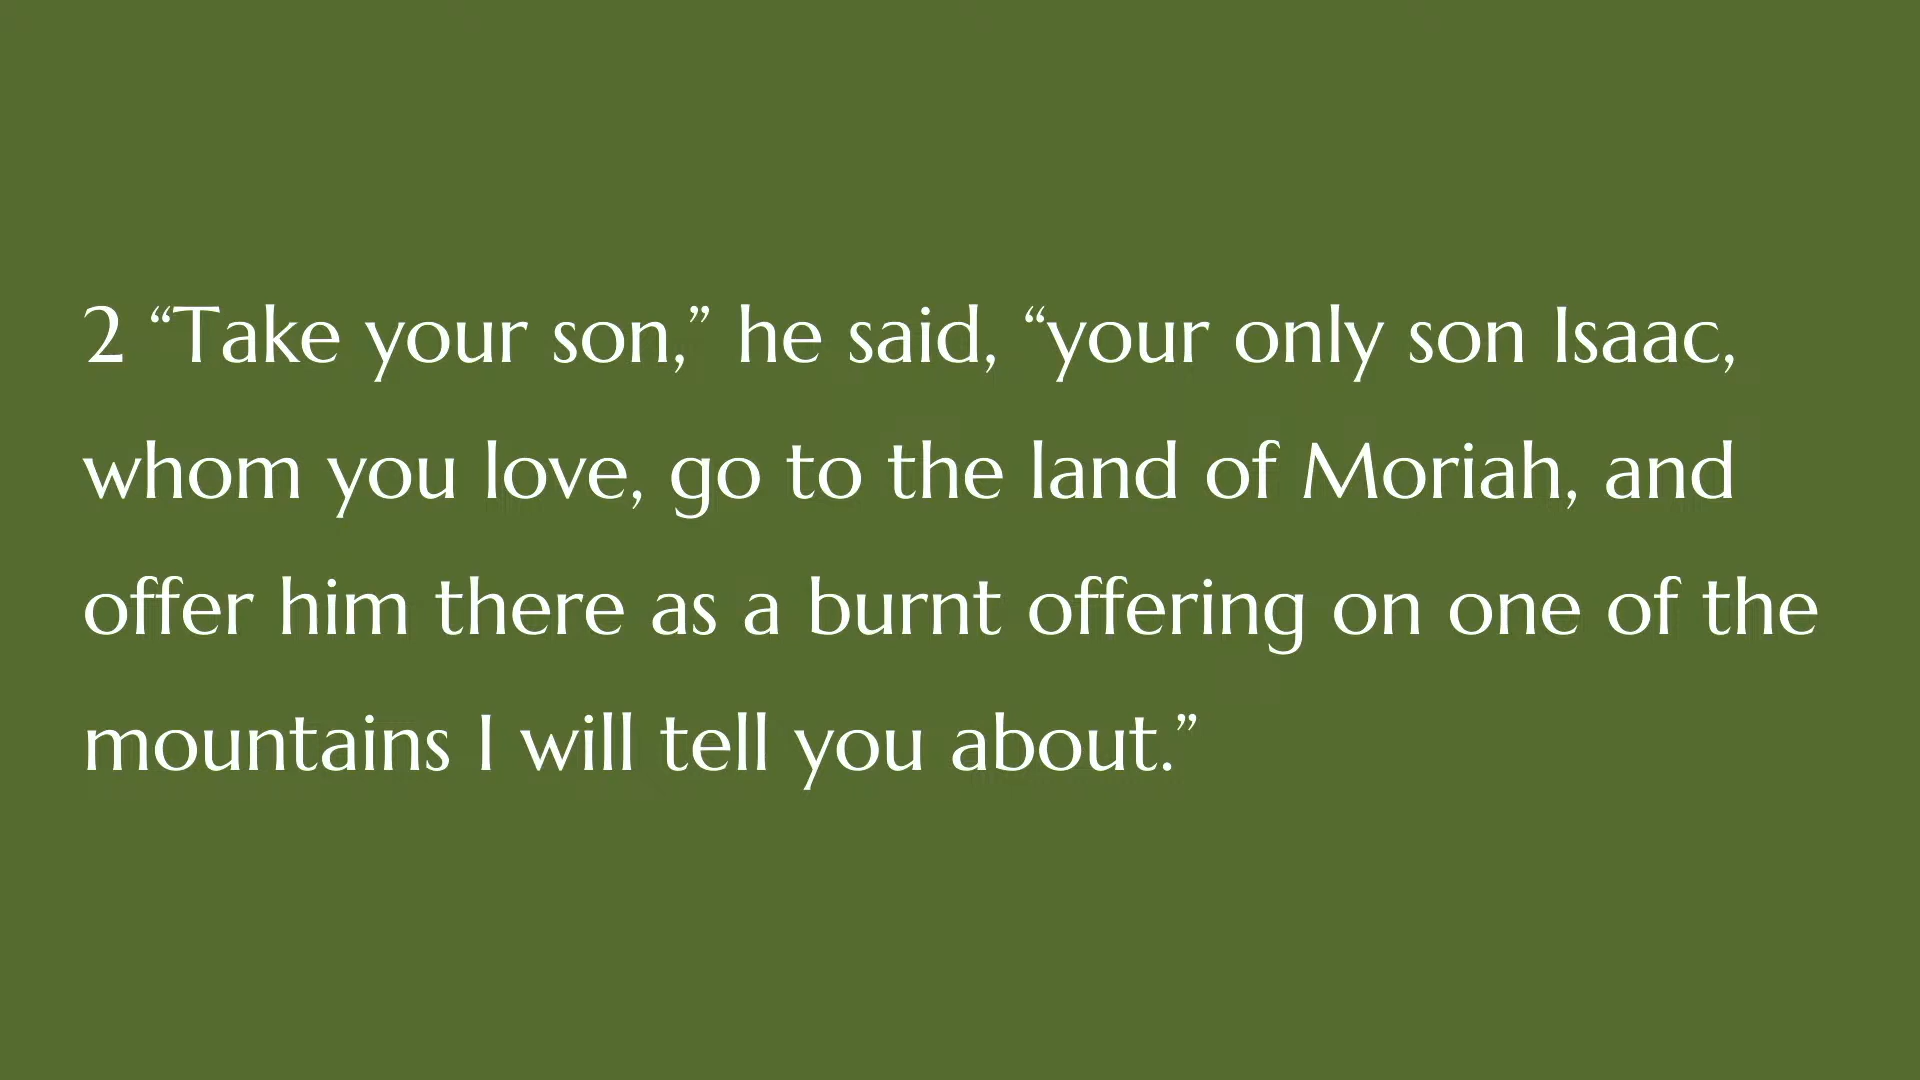 2 “Take your son,” he said, “your only son Isaac,
whom you love, go to the land of Moriah, and
offer him there as a burnt offering on one of the
mountains I will tell you about.”